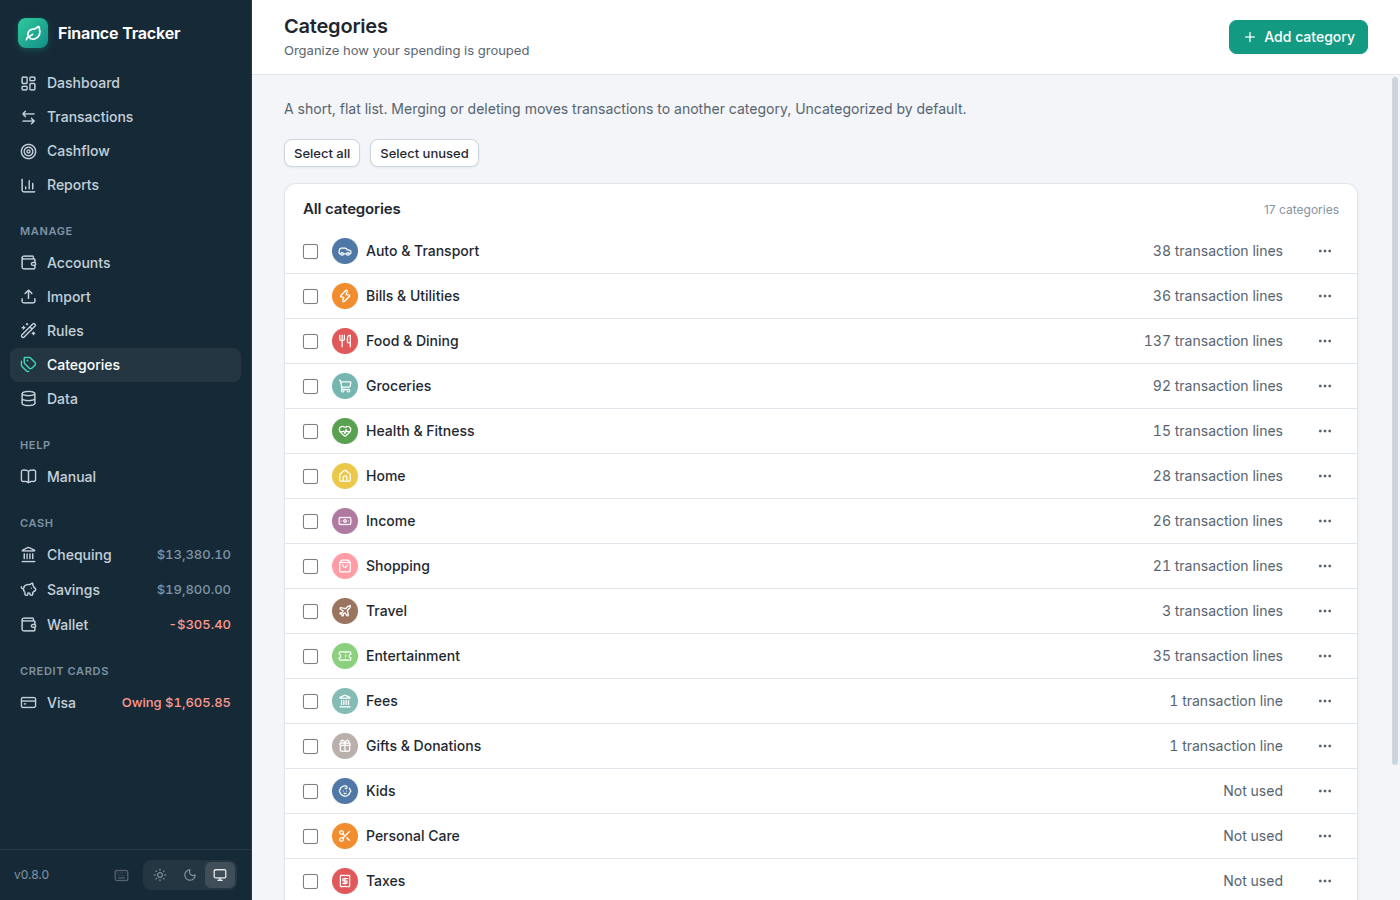 Finance Tracker
Dashboard
Transactions
Cashflow
Reports
MANAGE
Accounts
Import
Rules
Categories
Data
HELP
Manual
CASH
Chequing $13,380.10
Savings $19,800.00
Wallet -$305.40
CREDIT CARDS
Visa Owing $1,605.85
v0.8.0
Categories
Organize how your spending is grouped
Add category
A short, flat list. Merging or deleting moves transactions to another category, Uncategorized by default.
Select all Select unused
All categories 17 categories
Auto & Transport 38 transaction lines
Bills & Utilities 36 transaction lines
Food & Dining 137 transaction lines
Groceries 92 transaction lines
Health & Fitness 15 transaction lines
Home 28 transaction lines
Income 26 transaction lines
Shopping 21 transaction lines
Travel 3 transaction lines
Entertainment 35 transaction lines
Fees 1 transaction line
Gifts & Donations 1 transaction line
Kids Not used
Personal Care Not used
Taxes Not used